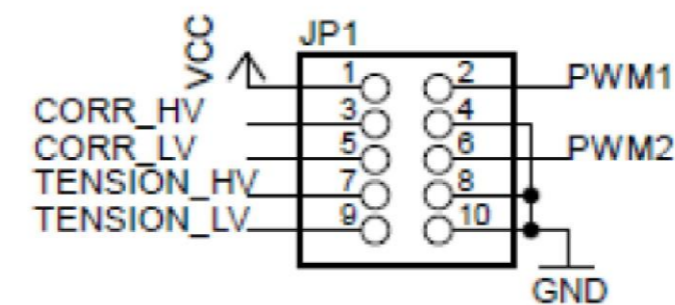 JP1
VCC 1 2 PWM1
CORR_HV 3 4
CORR_LV 5 6 PWM2
TENSION_HV 7 8
TENSION_LV 9 10
GND